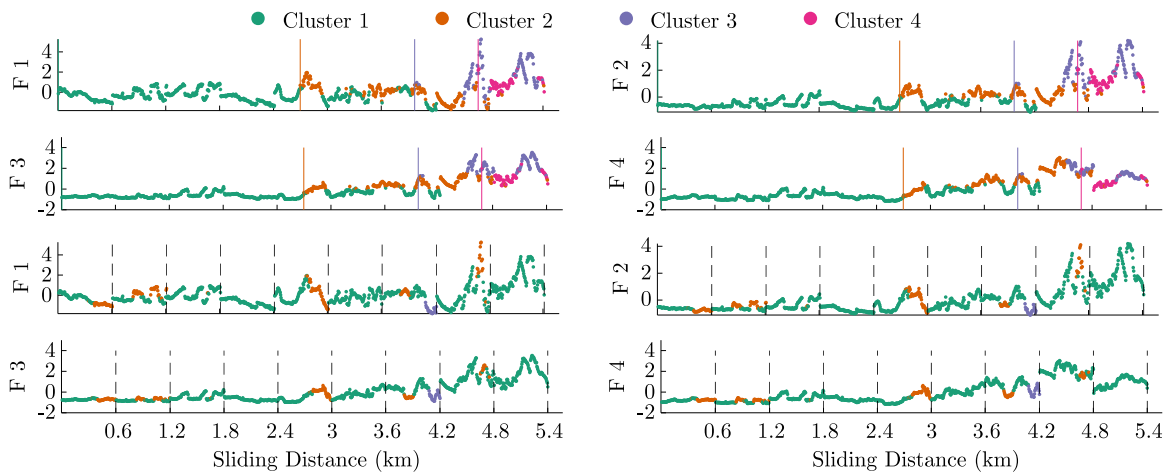 Cluster 1 Cluster 2 Cluster 3 Cluster 4
F 1 4 2 0
F 2 4 2 0
F 3 4 2 0 -2
F 4 4 2 0 -2
F 1 4 2 0
F 2 4 2 0
F 3 4 2 0 -2
F 4 4 2 0 -2
0.6 1.2 1.8 2.4 3 3.6 4.2 4.8 5.4
0.6 1.2 1.8 2.4 3 3.6 4.2 4.8 5.4
Sliding Distance (km)
Sliding Distance (km)